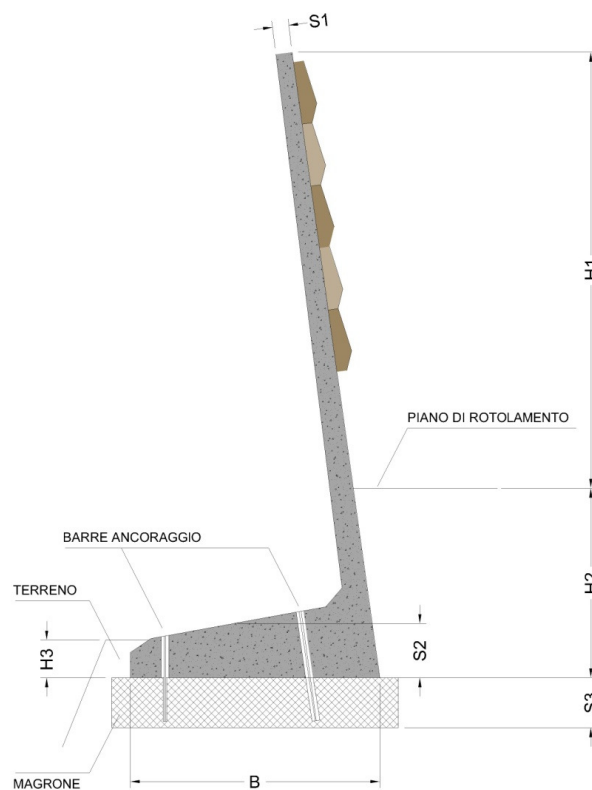 S1
H1
PIANO DI ROTOLAMENTO
BARRE ANCORAGGIO
TERRENO
H2
S2
H3
S3
B
MAGRONE